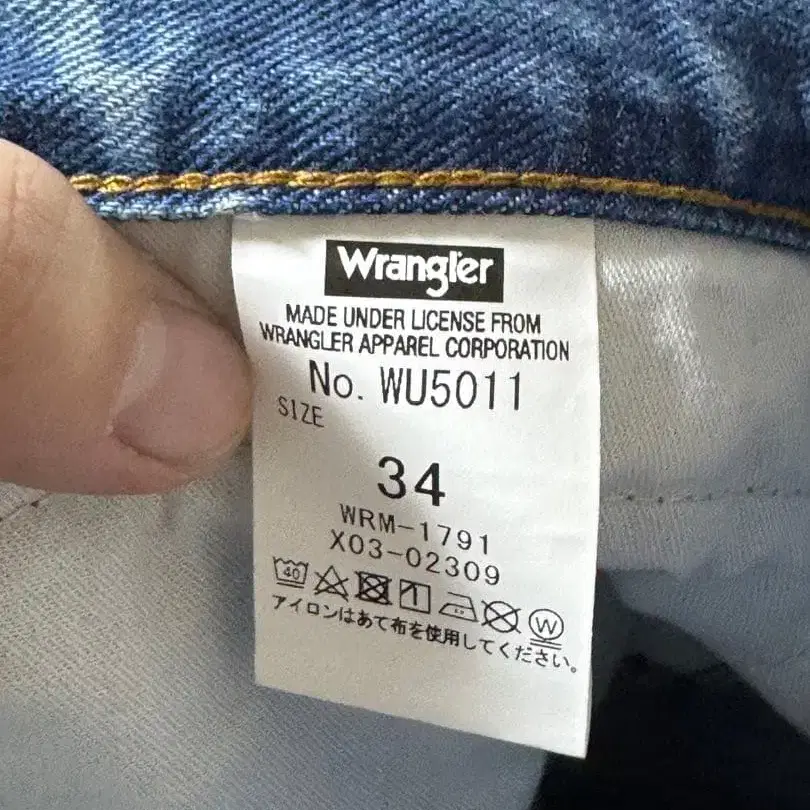 Wrangler
MADE UNDER LICENSE FROM
WRANGLER APPAREL CORPORATION
No. WU5011
SIZE
34
WRM-1791
X03-02309
40
W
アイロンはあて布を使用してください。